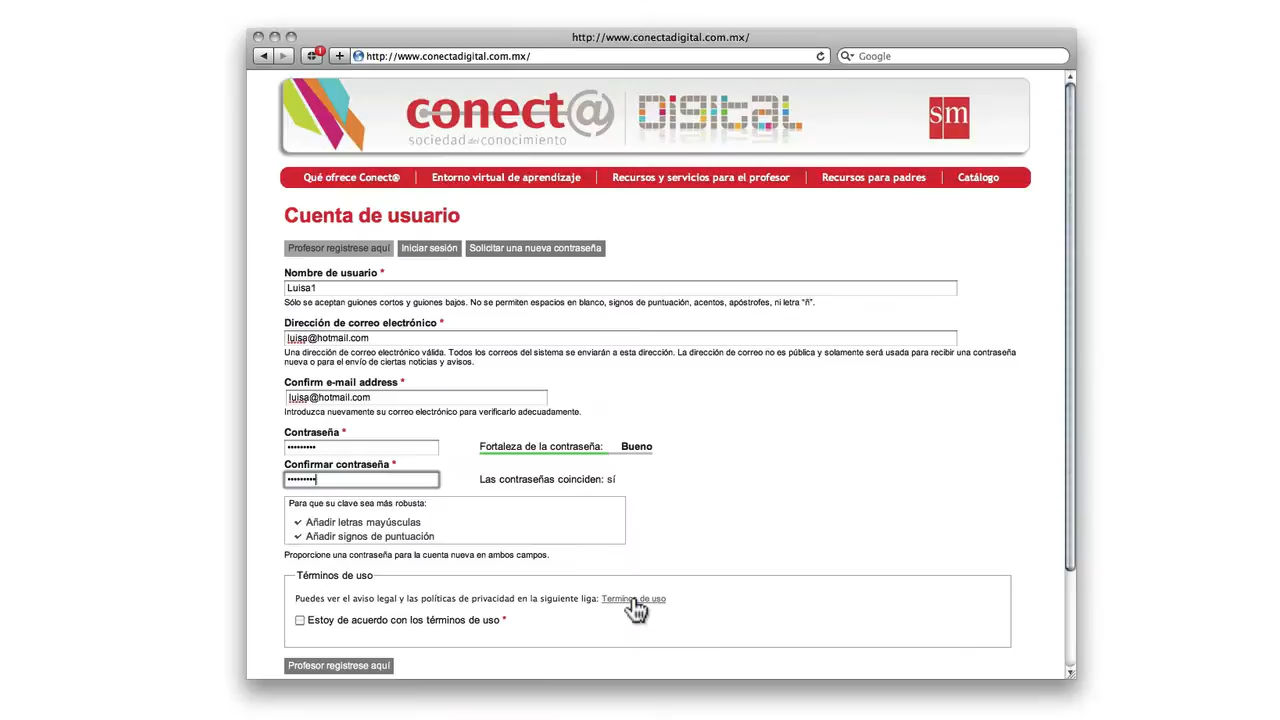 http://www.conectadigital.com.mx/
1
http://www.conectadigital.com.mx/
Google
conect@ DIGITAL sm
sociedad del conocimiento
Qué ofrece Conect@ Entorno virtual de aprendizaje Recursos y servicios para el profesor Recursos para padres Catálogo
Cuenta de usuario
Profesor registrese aquí Iniciar sesión Solicitar una nueva contraseña
Nombre de usuario *
Luisa1
Sólo se aceptan guiones cortos y guiones bajos. No se permiten espacios en blanco, signos de puntuación, acentos, apóstrofes, ni letra "ñ".
Dirección de correo electrónico *
luisa@hotmail.com
Una dirección de correo electrónico válida. Todos los correos del sistema se enviarán a esta dirección. La dirección de correo no es pública y solamente será usada para recibir una contraseña
nueva o para el envío de ciertas noticias y avisos.
Confirm e-mail address *
luisa@hotmail.com
Introduzca nuevamente su correo electrónico para verificarlo adecuadamente.
Contraseña *
••••••••• Fortaleza de la contraseña: Bueno
Confirmar contraseña *
••••••••• Las contraseñas coinciden: sí
Para que su clave sea más robusta:
Añadir letras mayúsculas
Añadir signos de puntuación
Proporcione una contraseña para la cuenta nueva en ambos campos.
Términos de uso
Puedes ver el aviso legal y las políticas de privacidad en la siguiente liga: Terminos de uso
Estoy de acuerdo con los términos de uso *
Profesor registrese aquí